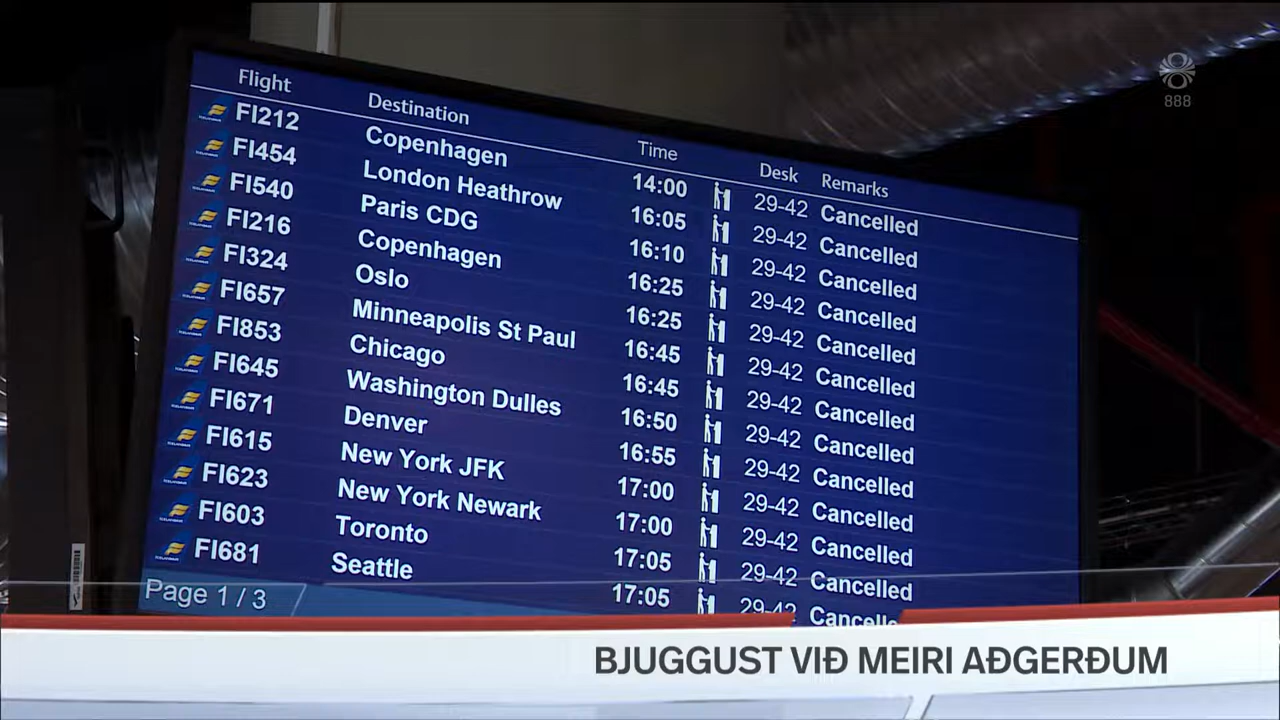 888
Flight Destination Time Desk Remarks
FI212 Copenhagen 14:00 29-42 Cancelled
FI454 London Heathrow 16:05 29-42 Cancelled
FI540 Paris CDG 16:10 29-42 Cancelled
FI216 Copenhagen 16:25 29-42 Cancelled
FI324 Oslo 16:25 29-42 Cancelled
FI657 Minneapolis St Paul 16:45 29-42 Cancelled
FI853 Chicago 16:45 29-42 Cancelled
FI645 Washington Dulles 16:50 29-42 Cancelled
FI671 Denver 16:55 29-42 Cancelled
FI615 New York JFK 17:00 29-42 Cancelled
FI623 New York Newark 17:00 29-42 Cancelled
FI603 Toronto 17:05 29-42 Cancelled
FI681 Seattle 17:05 29-42 Cancelled
Page 1 / 3
BJUGGUST VIÐ MEIRI AÐGERÐUM